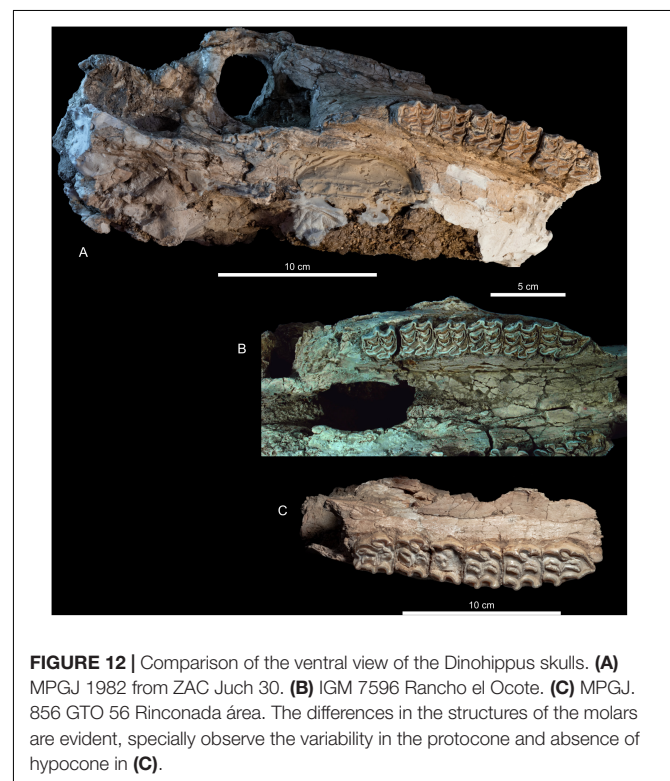 A
10 cm
5 cm
B
C
10 cm
FIGURE 12 | Comparison of the ventral view of the Dinohippus skulls. (A)
MPGJ 1982 from ZAC Juch 30. (B) IGM 7596 Rancho el Ocote. (C) MPGJ.
856 GTO 56 Rinconada área. The differences in the structures of the molars
are evident, specially observe the variability in the protocone and absence of
hypocone in (C).